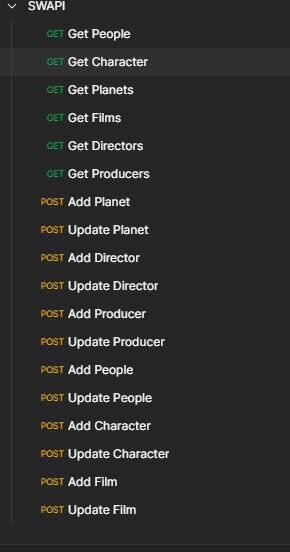 SWAPI
GET Get People
GET Get Character
GET Get Planets
GET Get Films
GET Get Directors
GET Get Producers
POST Add Planet
POST Update Planet
POST Add Director
POST Update Director
POST Add Producer
POST Update Producer
POST Add People
POST Update People
POST Add Character
POST Update Character
POST Add Film
POST Update Film